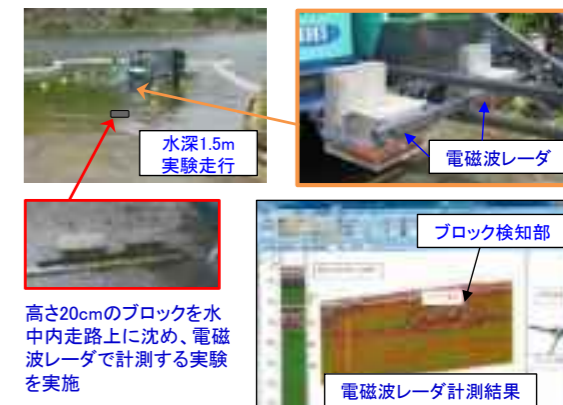 水深1.5m
実験走行
電磁波レーダ
ブロック検知部
高さ20cmのブロックを水
中内走路上に沈め、電磁
波レーダで計測する実験
を実施
電磁波レーダ計測結果